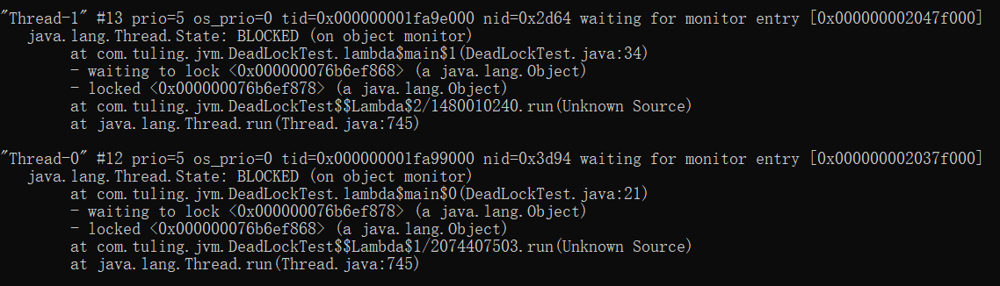 "Thread-1" #13 prio=5 os_prio=0 tid=0x000000001fa9e000 nid=0x2d64 waiting for monitor entry [0x000000002047f000]
java.lang.Thread.State: BLOCKED (on object monitor)
at com.tuling.jvm.DeadLockTest.lambda$main$1(DeadLockTest.java:34)
- waiting to lock <0x000000076b6ef868> (a java.lang.Object)
- locked <0x000000076b6ef878> (a java.lang.Object)
at com.tuling.jvm.DeadLockTest$$Lambda$2/1480010240.run(Unknown Source)
at java.lang.Thread.run(Thread.java:745)
"Thread-0" #12 prio=5 os_prio=0 tid=0x000000001fa99000 nid=0x3d94 waiting for monitor entry [0x000000002037f000]
java.lang.Thread.State: BLOCKED (on object monitor)
at com.tuling.jvm.DeadLockTest.lambda$main$0(DeadLockTest.java:21)
- waiting to lock <0x000000076b6ef878> (a java.lang.Object)
- locked <0x000000076b6ef868> (a java.lang.Object)
at com.tuling.jvm.DeadLockTest$$Lambda$1/2074407503.run(Unknown Source)
at java.lang.Thread.run(Thread.java:745)